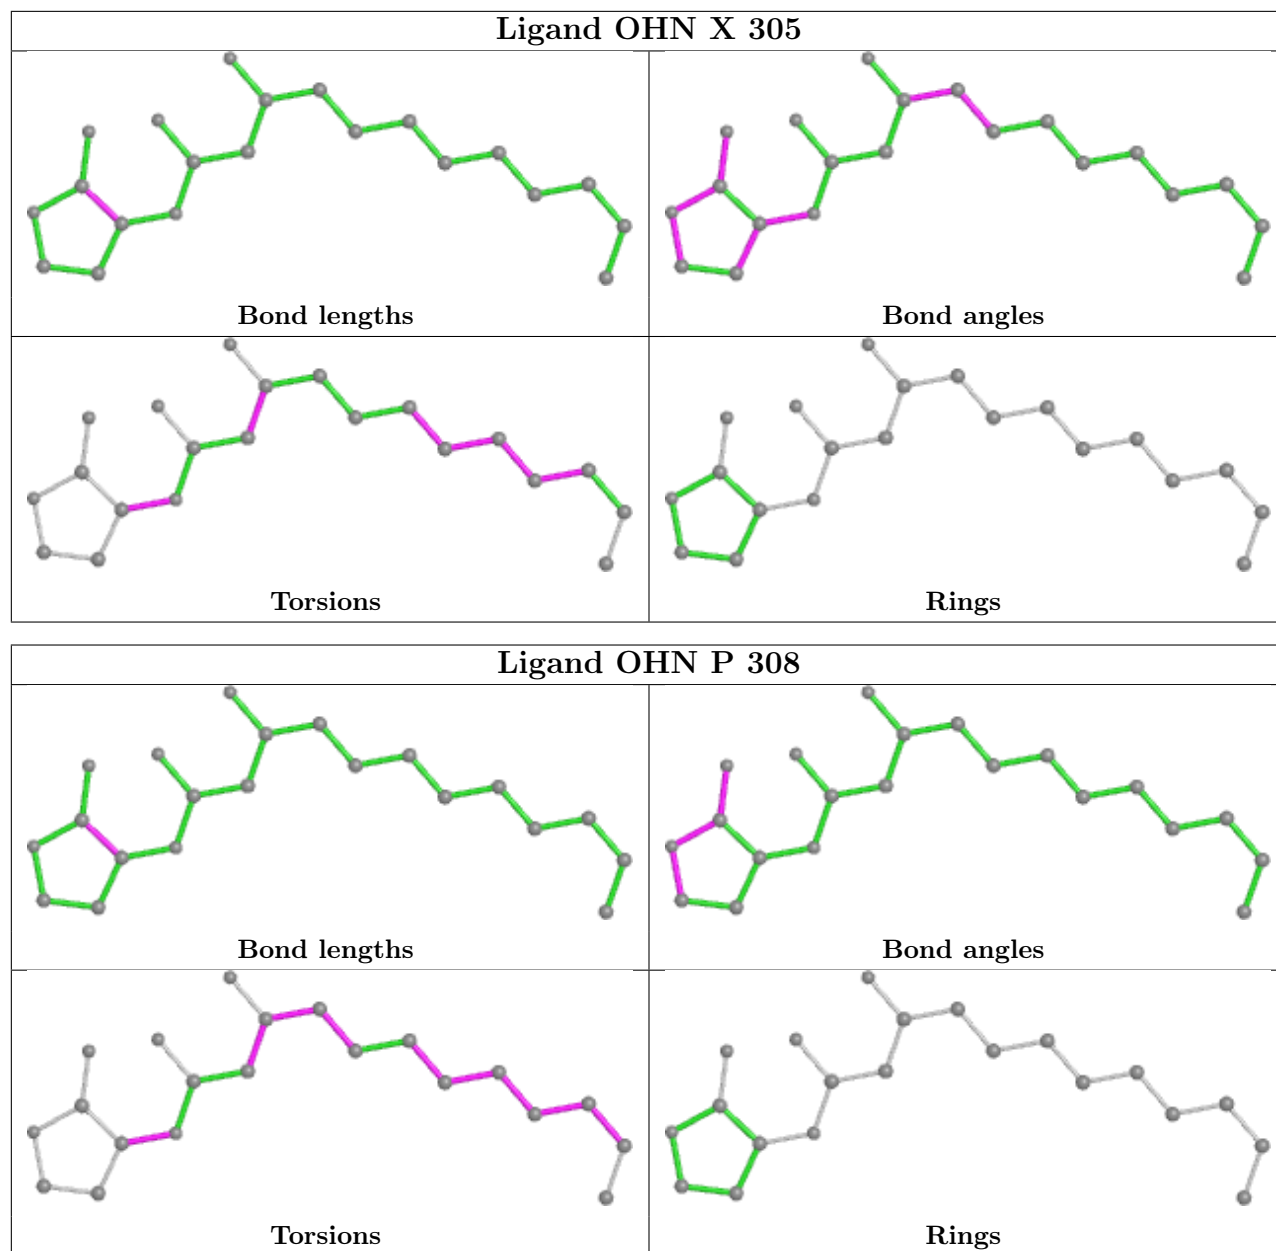 Ligand OHN X 305
Bond lengths
Bond angles
Torsions
Rings
Ligand OHN P 308
Bond lengths
Bond angles
Torsions
Rings